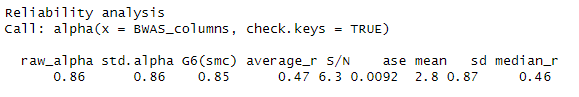 Reliability analysis
Call: alpha(x = BWAS_columns, check.keys = TRUE)
raw_alpha std.alpha G6(smc) average_r S/N ase mean sd median_r
0.86 0.86 0.85 0.47 6.3 0.0092 2.8 0.87 0.46